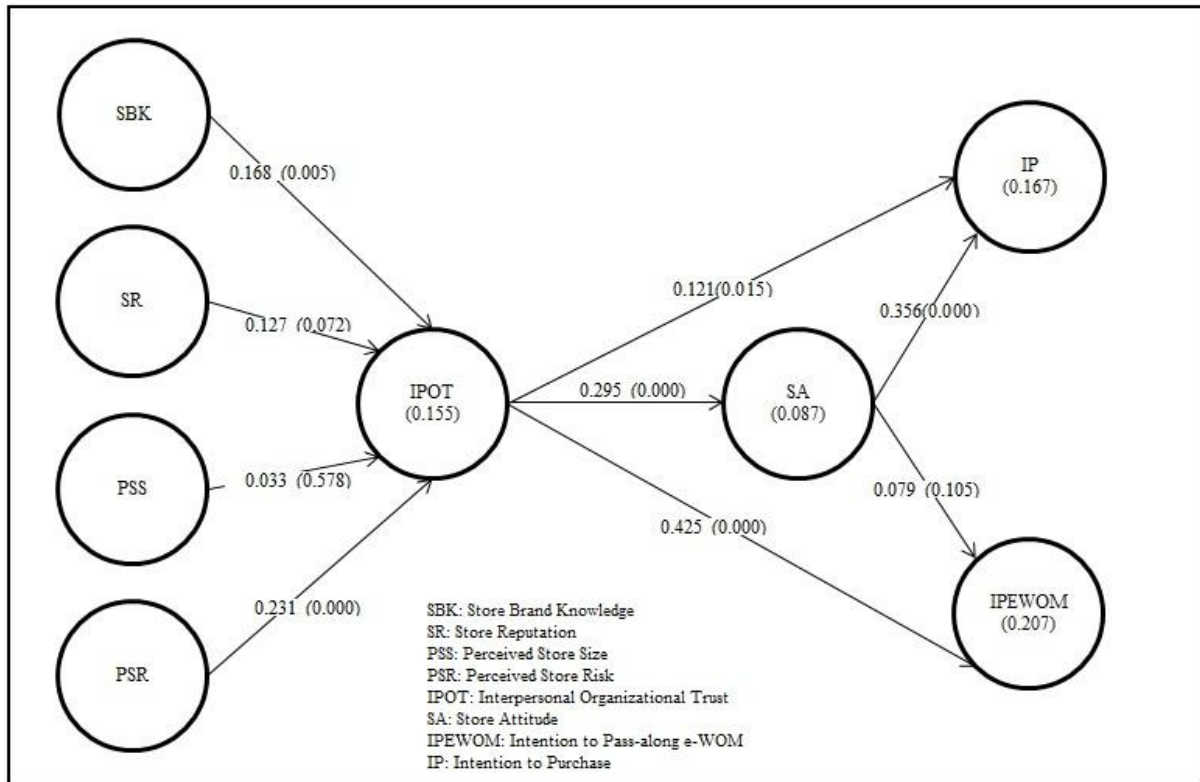 SBK
0.168 (0.005)
SR
0.127 (0.072)
PSS
0.033 (0.578)
PSR
0.231 (0.000)
IPOT
(0.155)
0.121(0.015)
0.295 (0.000)
0.425 (0.000)
SA
(0.087)
0.356(0.000)
0.079 (0.105)
IP
(0.167)
IPEWOM
(0.207)
SBK: Store Brand Knowledge
SR: Store Reputation
PSS: Perceived Store Size
PSR: Perceived Store Risk
IPOT: Interpersonal Organizational Trust
SA: Store Attitude
IPEWOM: Intention to Pass-along e-WOM
IP: Intention to Purchase